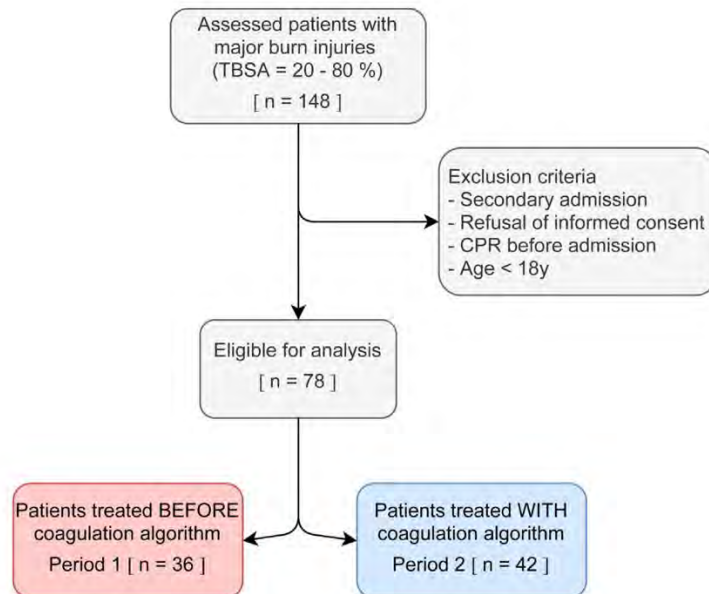 Assessed patients with
major burn injuries
(TBSA = 20 - 80 %)
[ n = 148 ]
Exclusion criteria
- Secondary admission
- Refusal of informed consent
- CPR before admission
- Age < 18y
Eligible for analysis
[ n = 78 ]
Patients treated BEFORE
coagulation algorithm
Period 1 [ n = 36 ]
Patients treated WITH
coagulation algorithm
Period 2 [ n = 42 ]